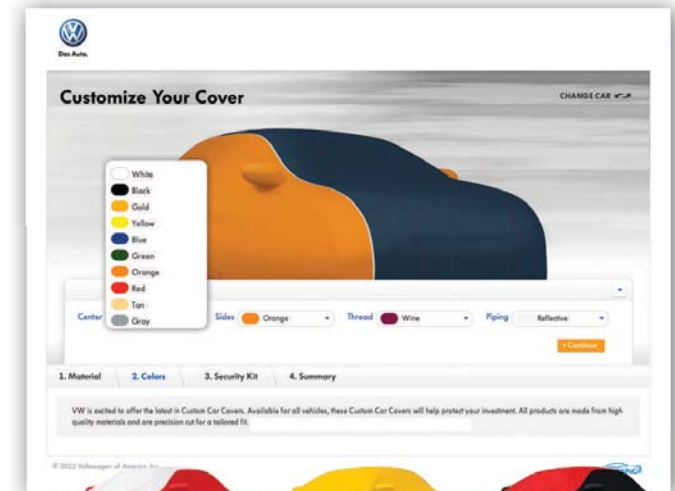 Das Auto.
Customize Your Cover
CHANGE CAR
White
Black
Gold
Yellow
Blue
Green
Orange
Red
Tan
Gray
Center
Sides Orange
Thread Wine
Piping Reflective
Continue
1. Material 2. Colors 3. Security Kit 4. Summary
VW is excited to offer the latest in Custom Car Covers. Available for all vehicles, these Custom Car Covers will help protect your investment. All products are made from high
quality materials and are precision cut for a tailored fit.
© 2012 Volkswagen of America, Inc.